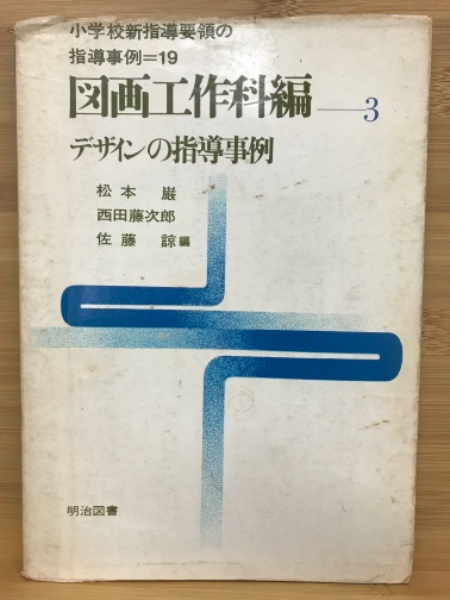 小学校新指導要領の
指導事例=19
図画工作科編—3
デザインの指導事例
松本 巌
西田藤次郎
佐藤 諒 編
明治図書